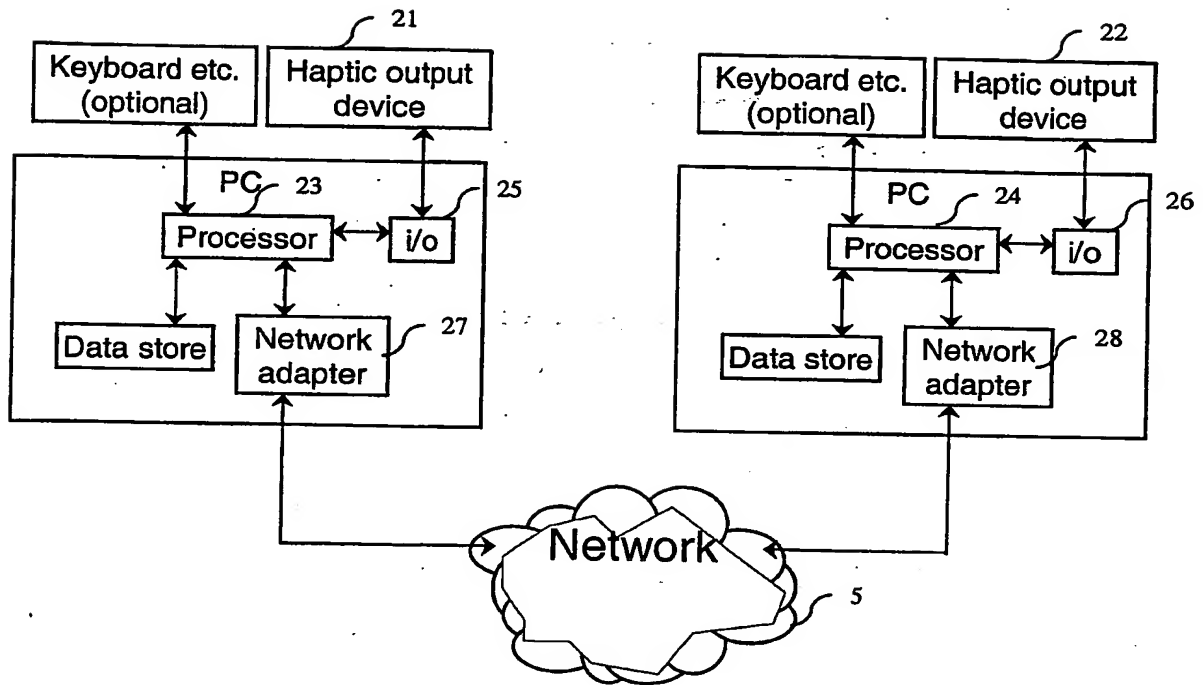 21
Keyboard etc.
(optional)
Haptic output
device
PC
23
25
Processor
i/o
Data store
Network
adapter
27
22
Keyboard etc.
(optional)
Haptic output
device
PC
24
26
Processor
i/o
Data store
Network
adapter
28
Network
5